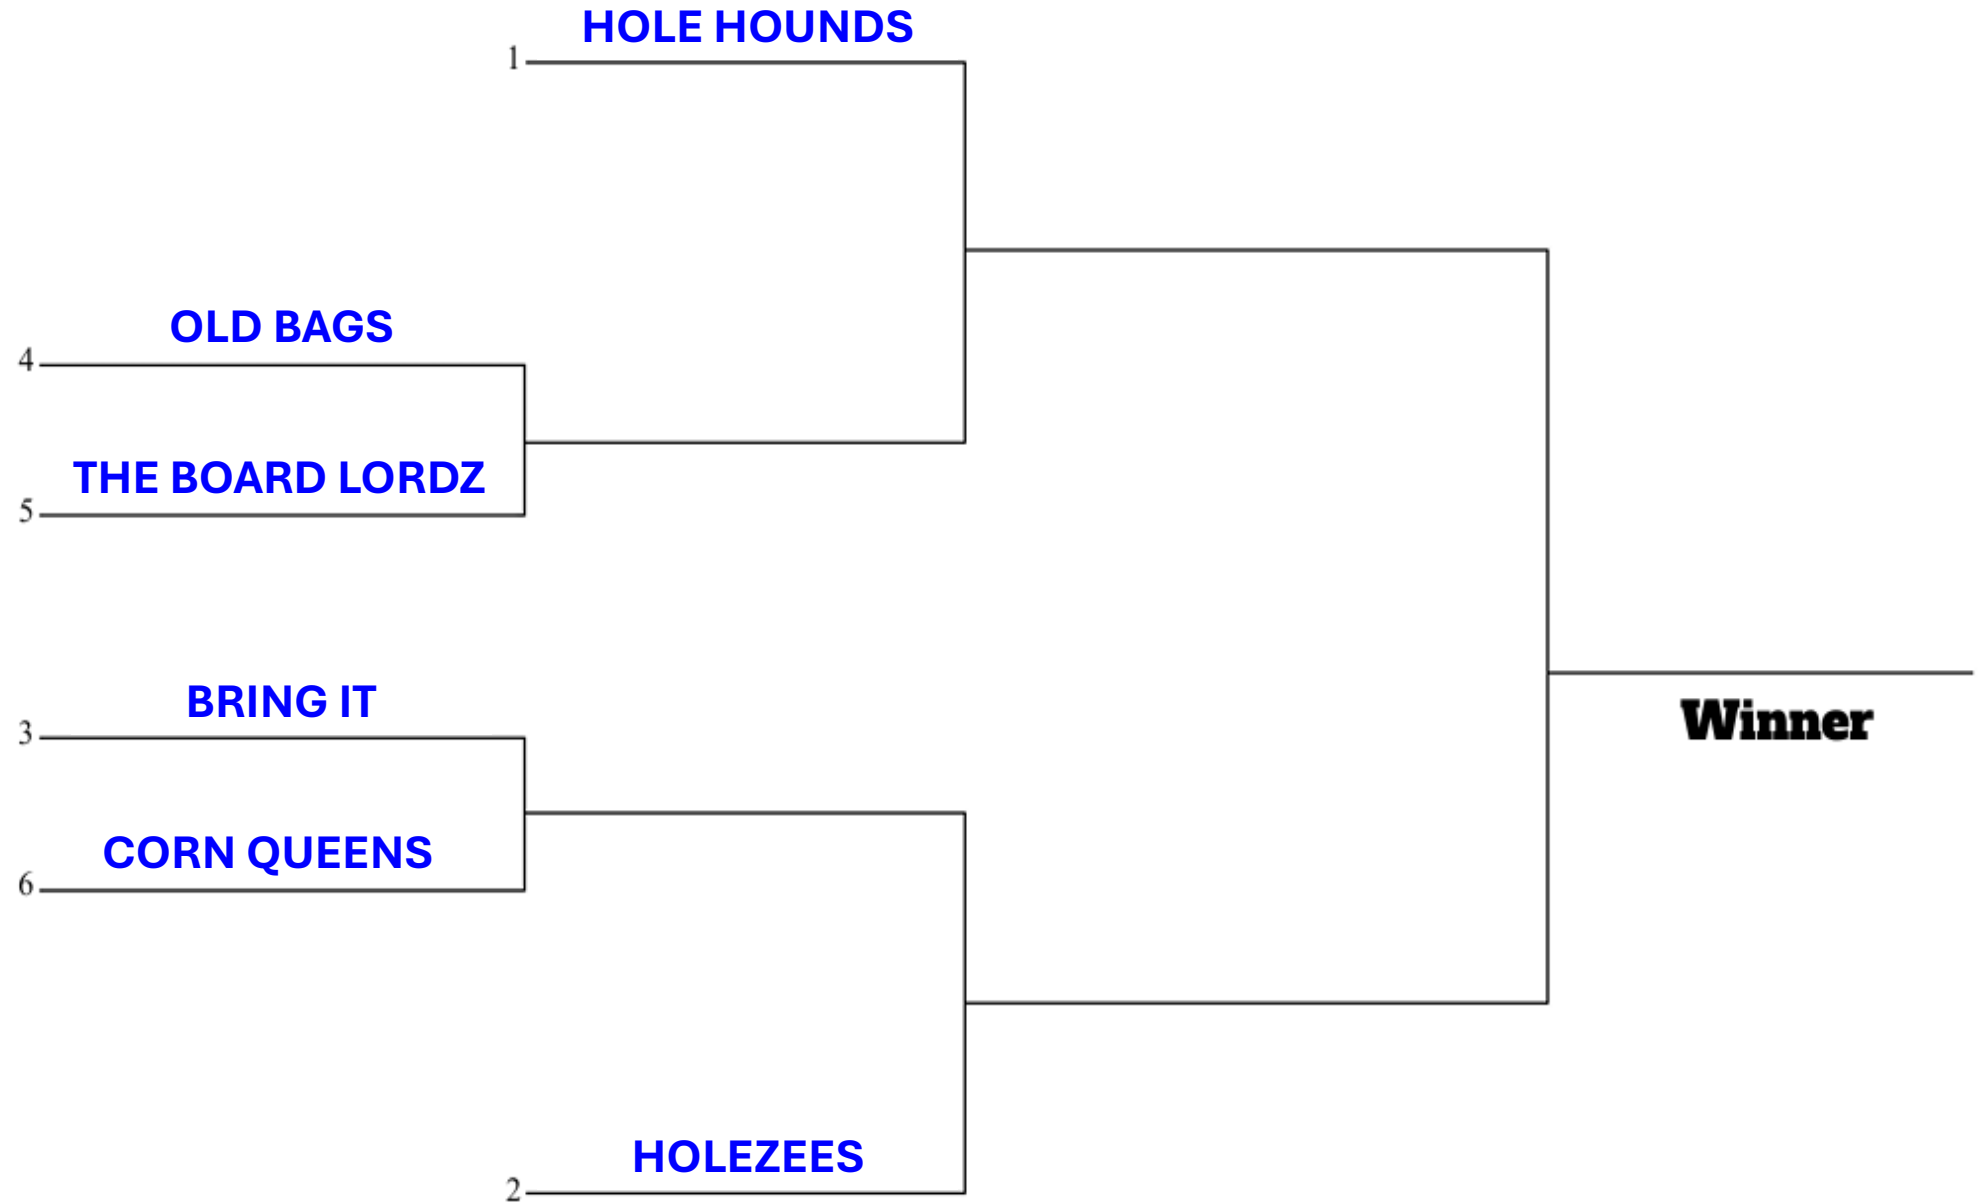 HOLE HOUNDS
1
OLD BAGS
4
THE BOARD LORDZ
5
BRING IT
3
Winner
CORN QUEENS
6
HOLEZEES
2